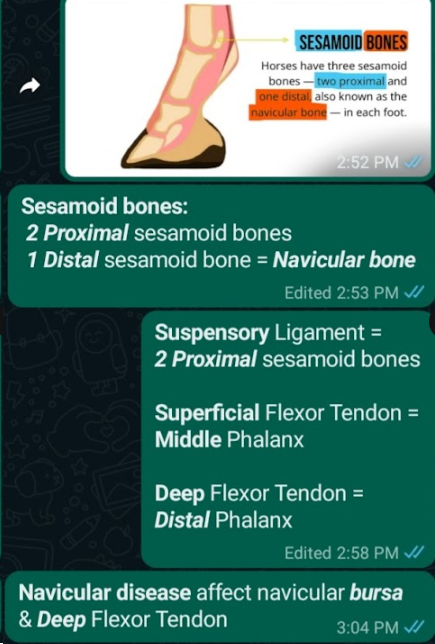 SESAMOID BONES
Horses have three sesamoid
bones — two proximal and
one distal, also known as the
navicular bone — in each foot.
2:52 PM
Sesamoid bones:
2 Proximal sesamoid bones
1 Distal sesamoid bone = Navicular bone
Edited 2:53 PM
Suspensory Ligament =
2 Proximal sesamoid bones
Superficial Flexor Tendon =
Middle Phalanx
Deep Flexor Tendon =
Distal Phalanx
Edited 2:58 PM
Navicular disease affect navicular bursa
& Deep Flexor Tendon
3:04 PM